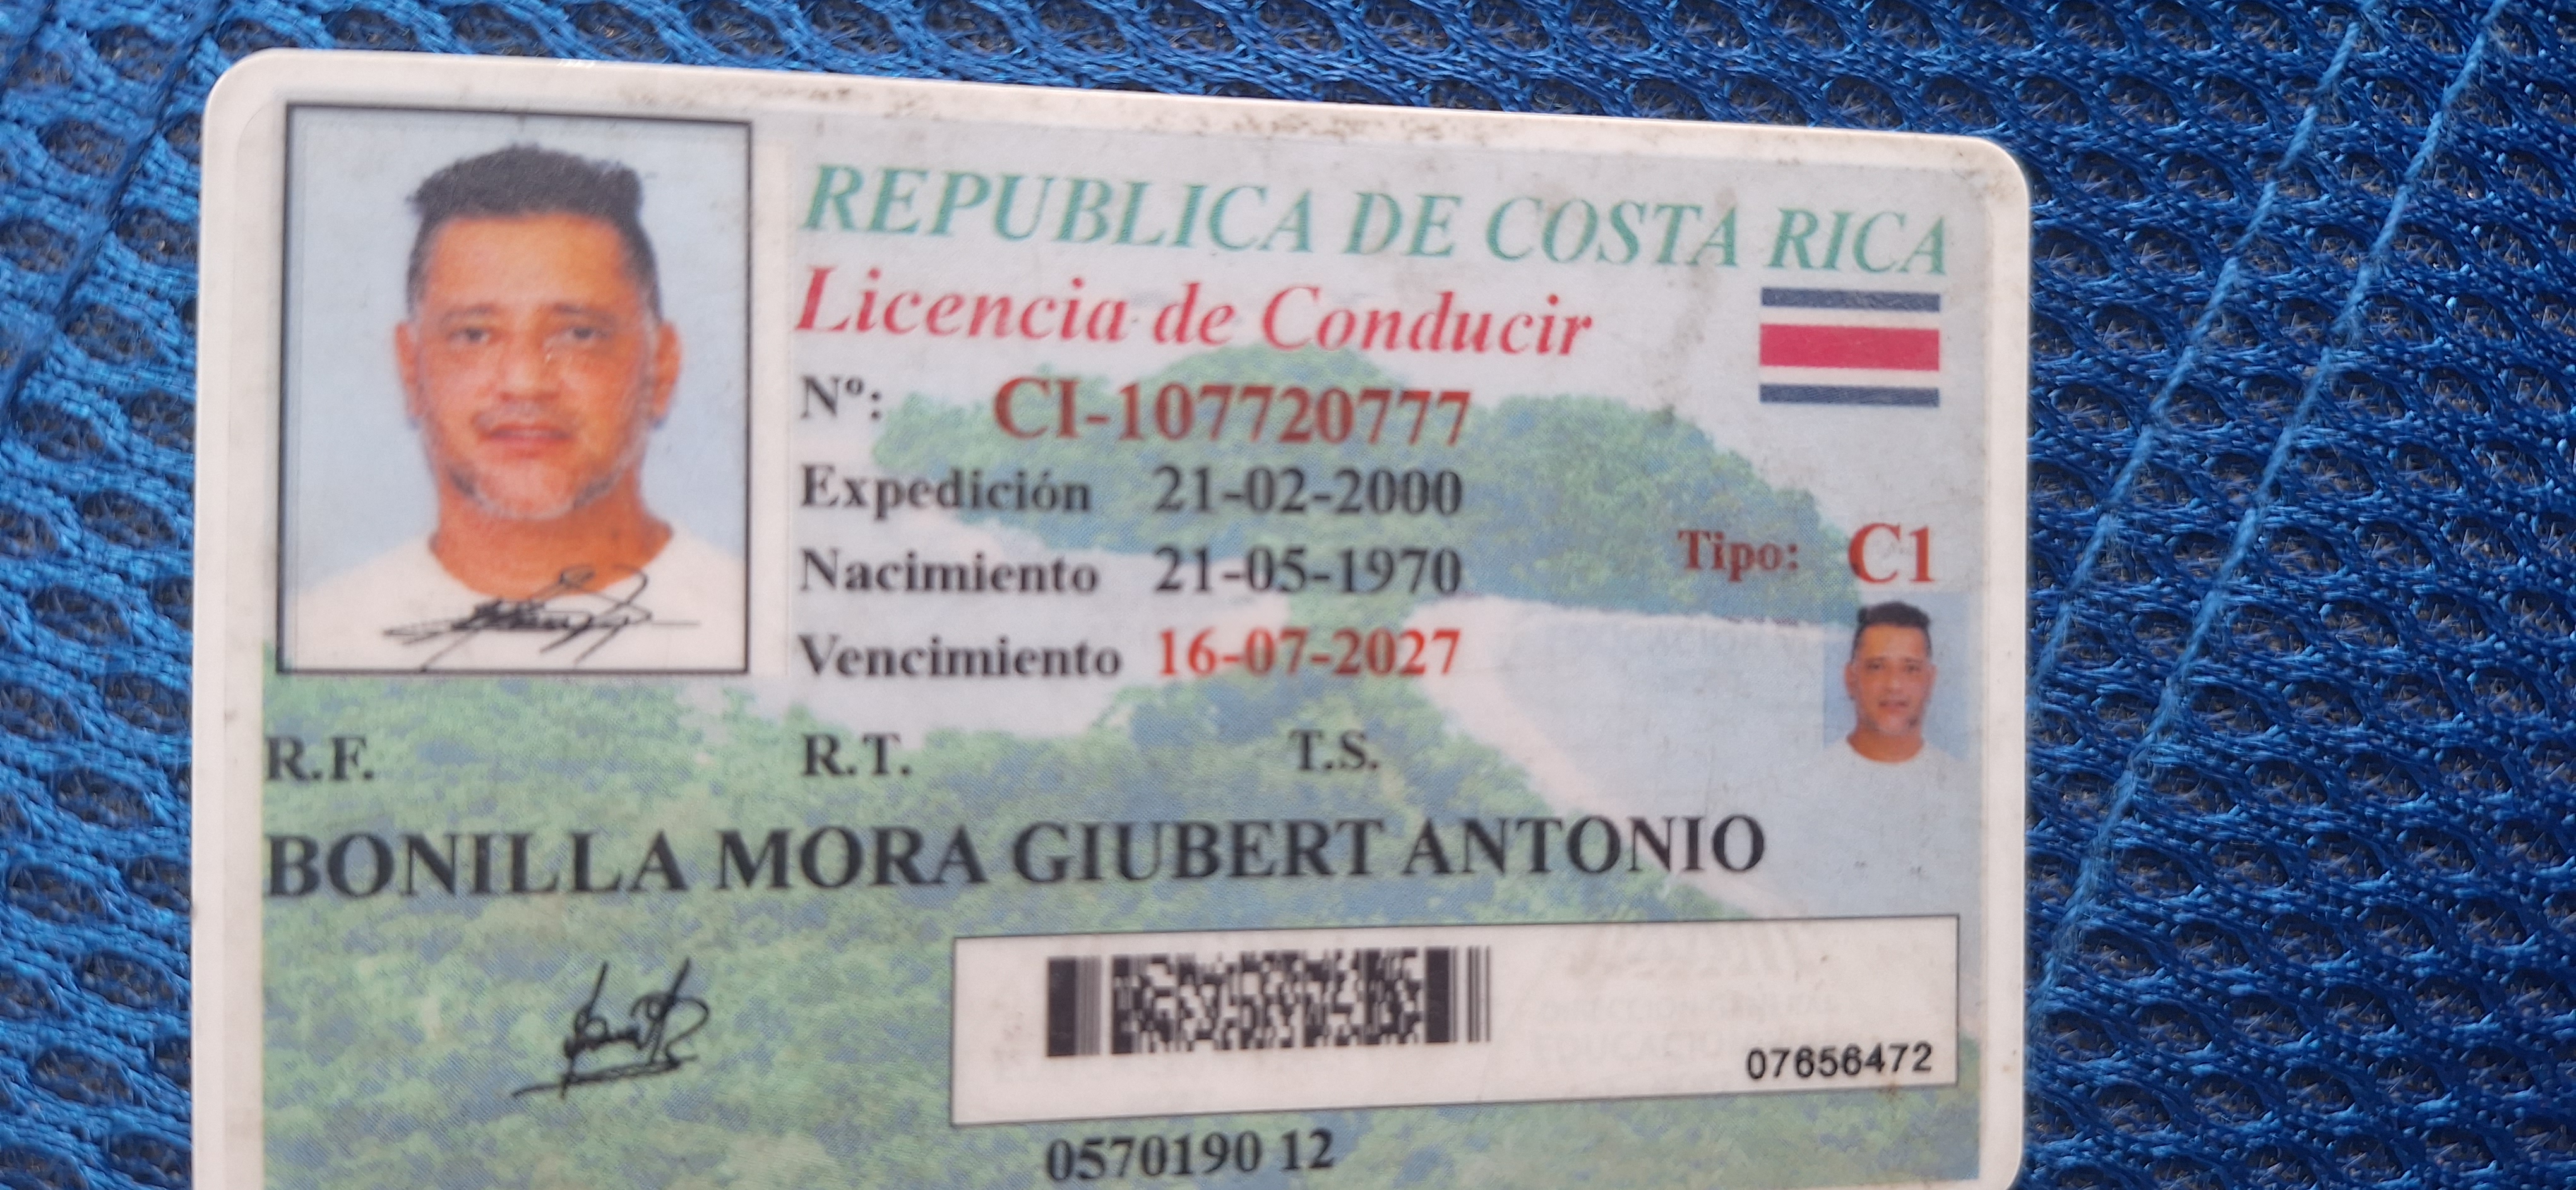 REPUBLICA DE COSTA RICA
Licencia de Conducir
Nº: CI-107720777
Expedición 21-02-2000
Nacimiento 21-05-1970
Tipo: C1
Vencimiento 16-07-2027
R.F. R.T. T.S.
BONILLA MORA GIUBERT ANTONIO
07656472
0570190 12